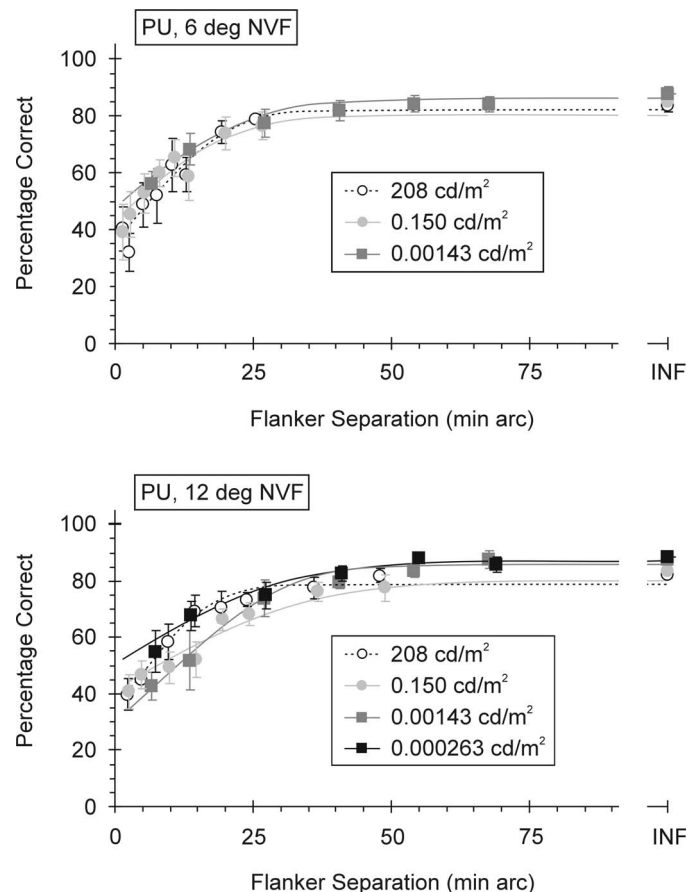 PU, 6 deg NVF
100
80
60
40
20
0
Percentage Correct
208 cd/m²
0.150 cd/m²
0.00143 cd/m²
0 25 50 75 INF
Flanker Separation (min arc)
PU, 12 deg NVF
100
80
60
40
20
0
Percentage Correct
208 cd/m²
0.150 cd/m²
0.00143 cd/m²
0.000263 cd/m²
0 25 50 75 INF
Flanker Separation (min arc)